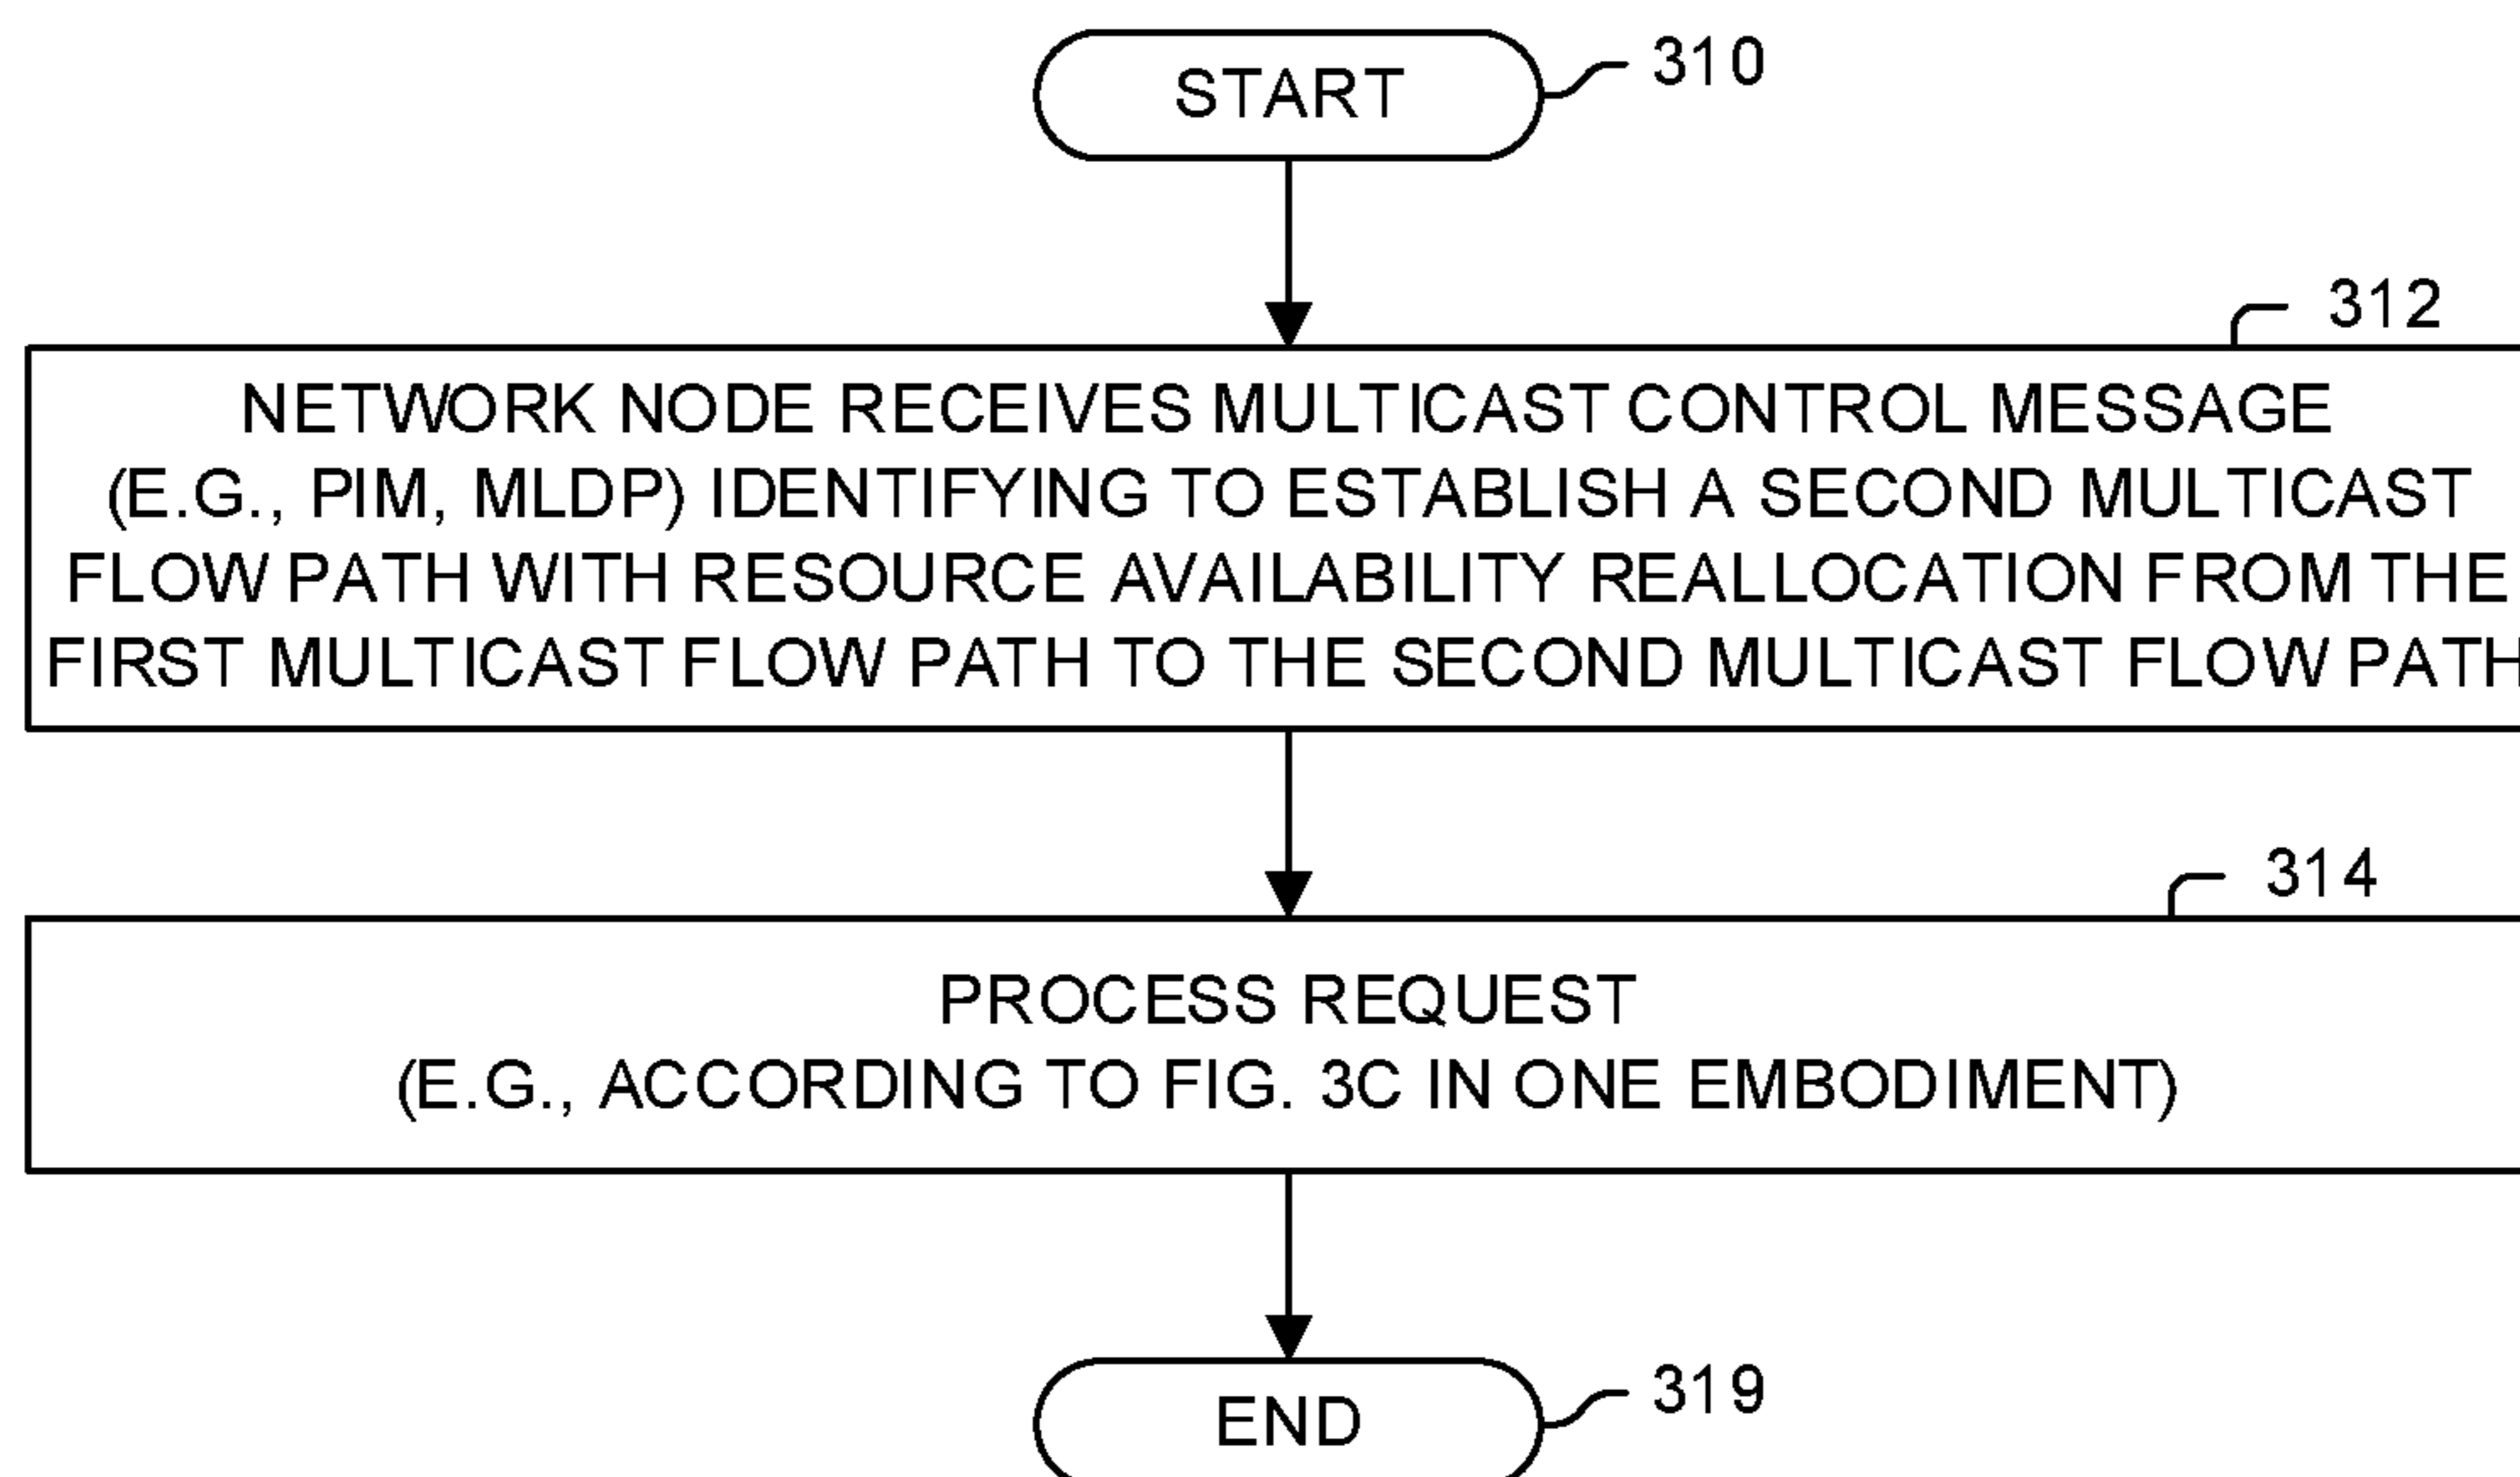 START
310
312
NETWORK NODE RECEIVES MULTICAST CONTROL MESSAGE
(E.G., PIM, MLDP) IDENTIFYING TO ESTABLISH A SECOND MULTICAST
FLOW PATH WITH RESOURCE AVAILABILITY REALLOCATION FROM THE
FIRST MULTICAST FLOW PATH TO THE SECOND MULTICAST FLOW PATH
314
PROCESS REQUEST
(E.G., ACCORDING TO FIG. 3C IN ONE EMBODIMENT)
END
319